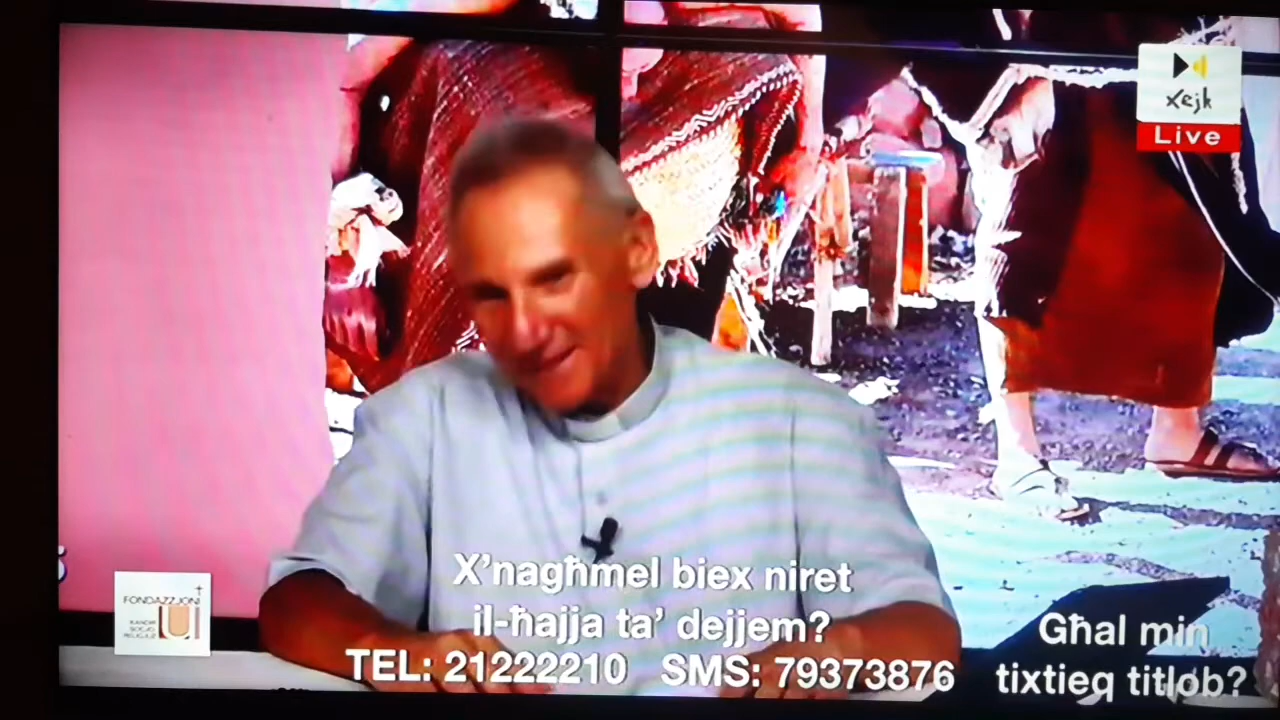 xejk
Live
X'nagħmel biex niret
il-ħajja ta' dejjem?
TEL: 21222210 SMS: 79373876
Għal min
tixtieq titlob?
FONDAZZJONI